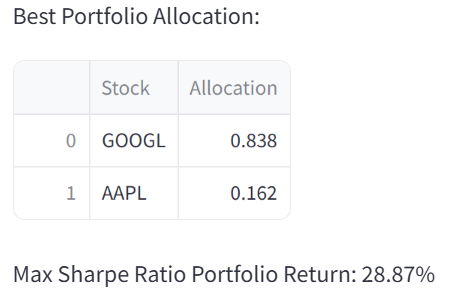 Best Portfolio Allocation:
Stock Allocation
0 GOOGL 0.838
1 AAPL 0.162
Max Sharpe Ratio Portfolio Return: 28.87%